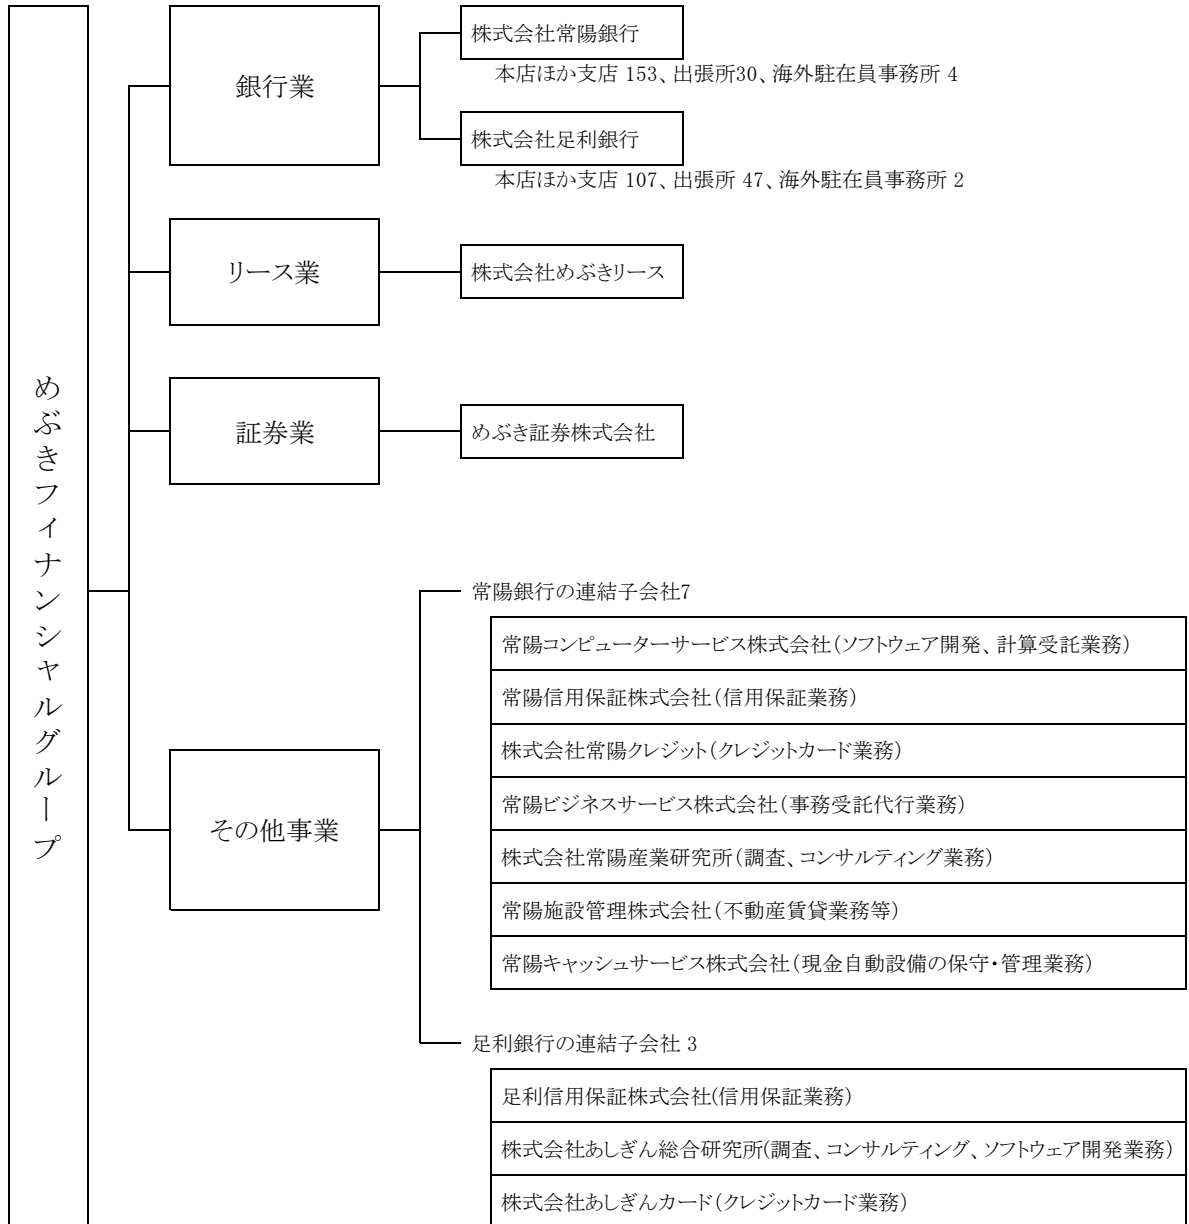 めぶきフィナンシャルグループ
銀行業
株式会社常陽銀行
本店ほか支店 153、出張所30、海外駐在員事務所 4
株式会社足利銀行
本店ほか支店 107、出張所 47、海外駐在員事務所 2
リース業
株式会社めぶきリース
証券業
めぶき証券株式会社
その他事業
常陽銀行の連結子会社7
常陽コンピューターサービス株式会社(ソフトウェア開発、計算受託業務)
常陽信用保証株式会社(信用保証業務)
株式会社常陽クレジット(クレジットカード業務)
常陽ビジネスサービス株式会社(事務受託代行業務)
株式会社常陽産業研究所(調査、コンサルティング業務)
常陽施設管理株式会社(不動産賃貸業務等)
常陽キャッシュサービス株式会社(現金自動設備の保守・管理業務)
足利銀行の連結子会社 3
足利信用保証株式会社(信用保証業務)
株式会社あしぎん総合研究所(調査、コンサルティング、ソフトウェア開発業務)
株式会社あしぎんカード(クレジットカード業務)